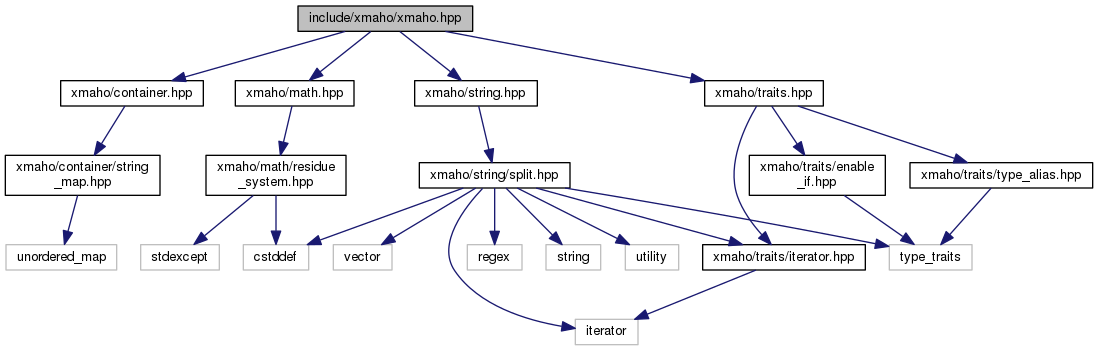 include/xmaho/xmaho.hpp
xmaho/container.hpp
xmaho/math.hpp
xmaho/string.hpp
xmaho/traits.hpp
xmaho/container/string
_map.hpp
xmaho/math/residue
_system.hpp
xmaho/string/split.hpp
xmaho/traits/enable
_if.hpp
xmaho/traits/type_alias.hpp
unordered_map
stdexcept
cstddef
vector
regex
string
utility
xmaho/traits/iterator.hpp
type_traits
iterator